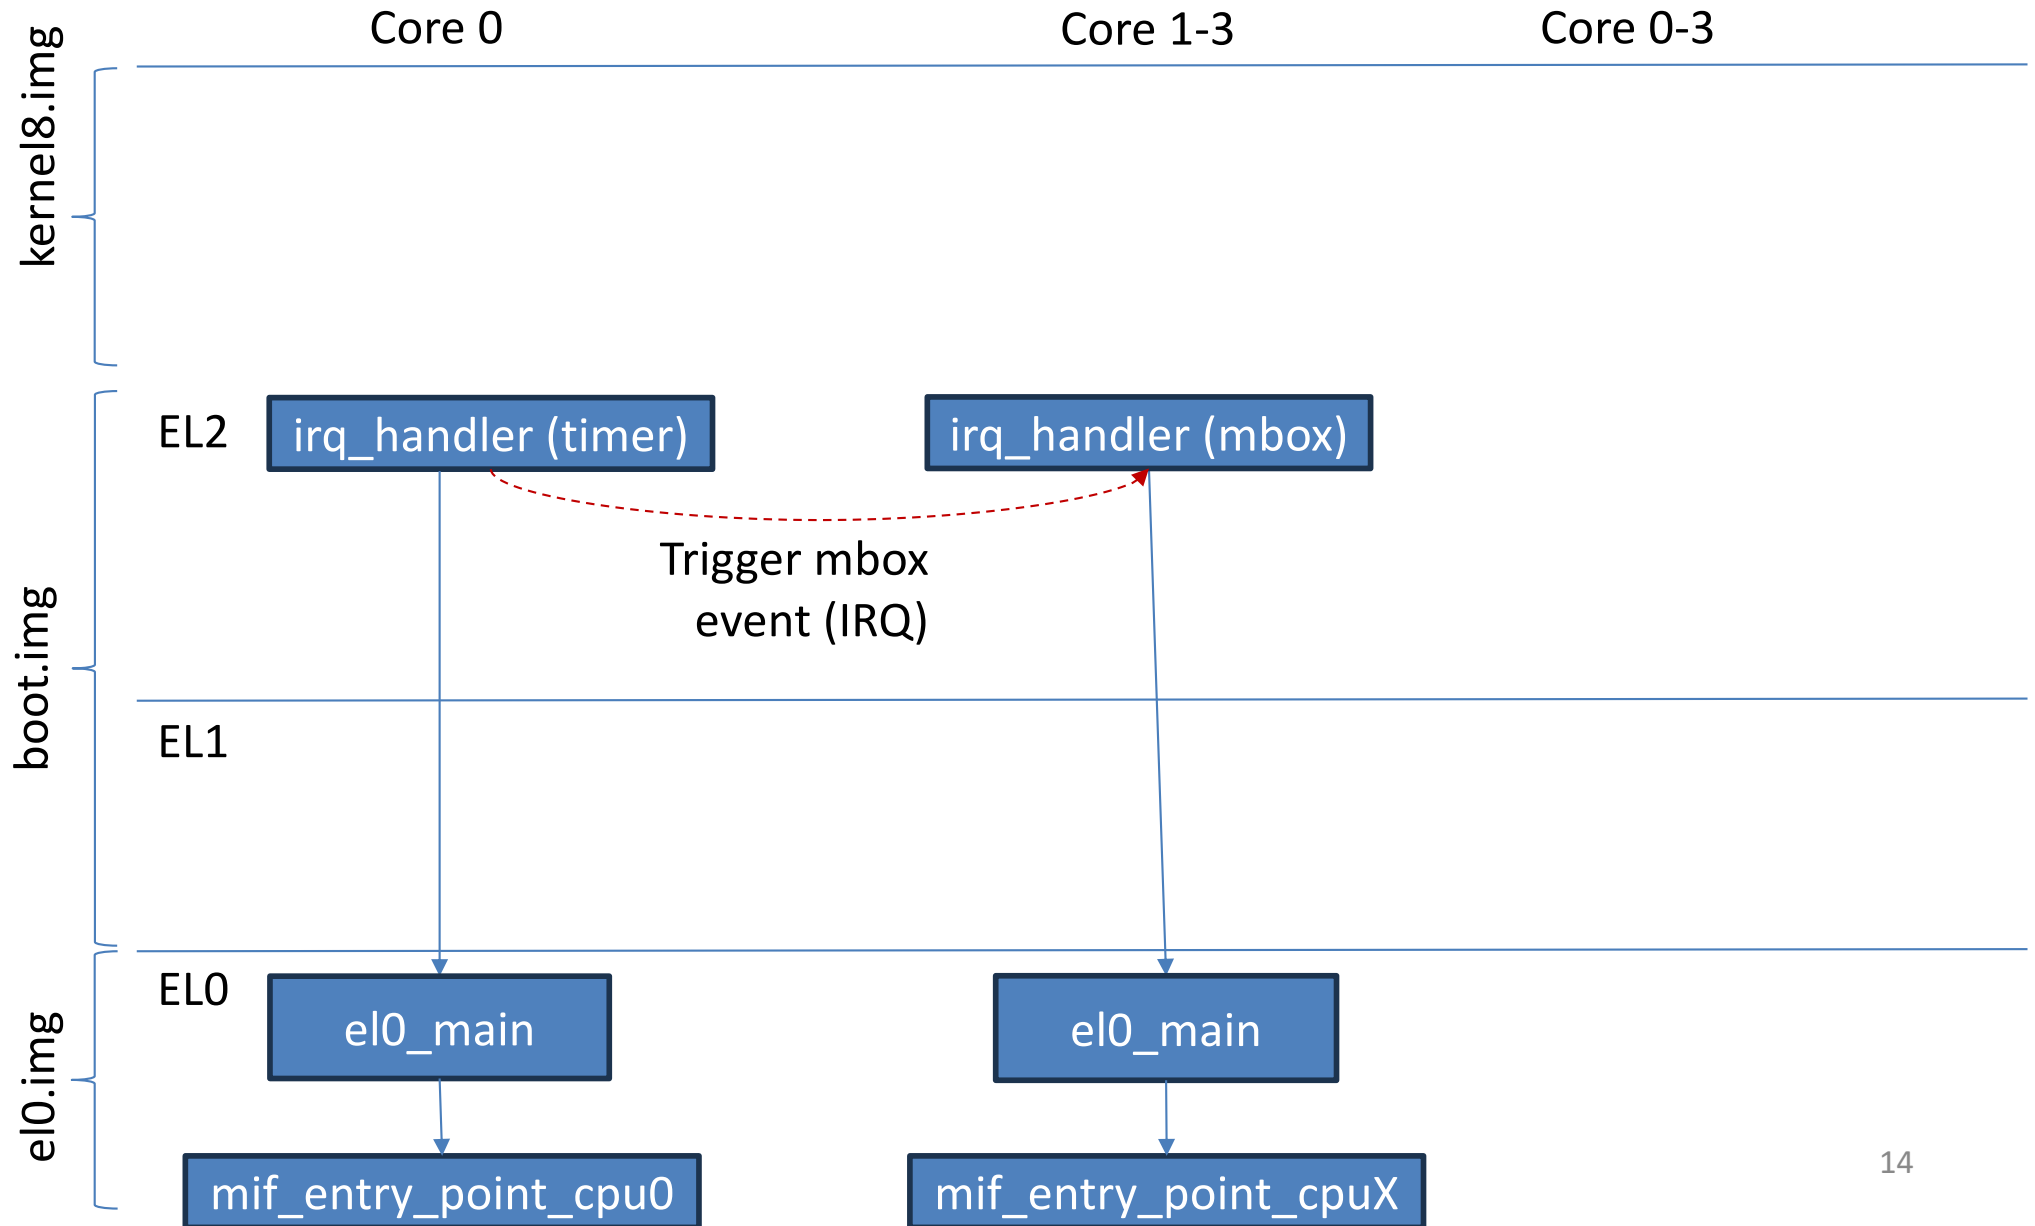 Core 0
Core 1-3
Core 0-3
kernel8.img
EL2
irq_handler (timer)
irq_handler (mbox)
Trigger mbox
event (IRQ)
boot.img
EL1
EL0
el0_main
el0_main
el0.img
mif_entry_point_cpu0
mif_entry_point_cpuX
14